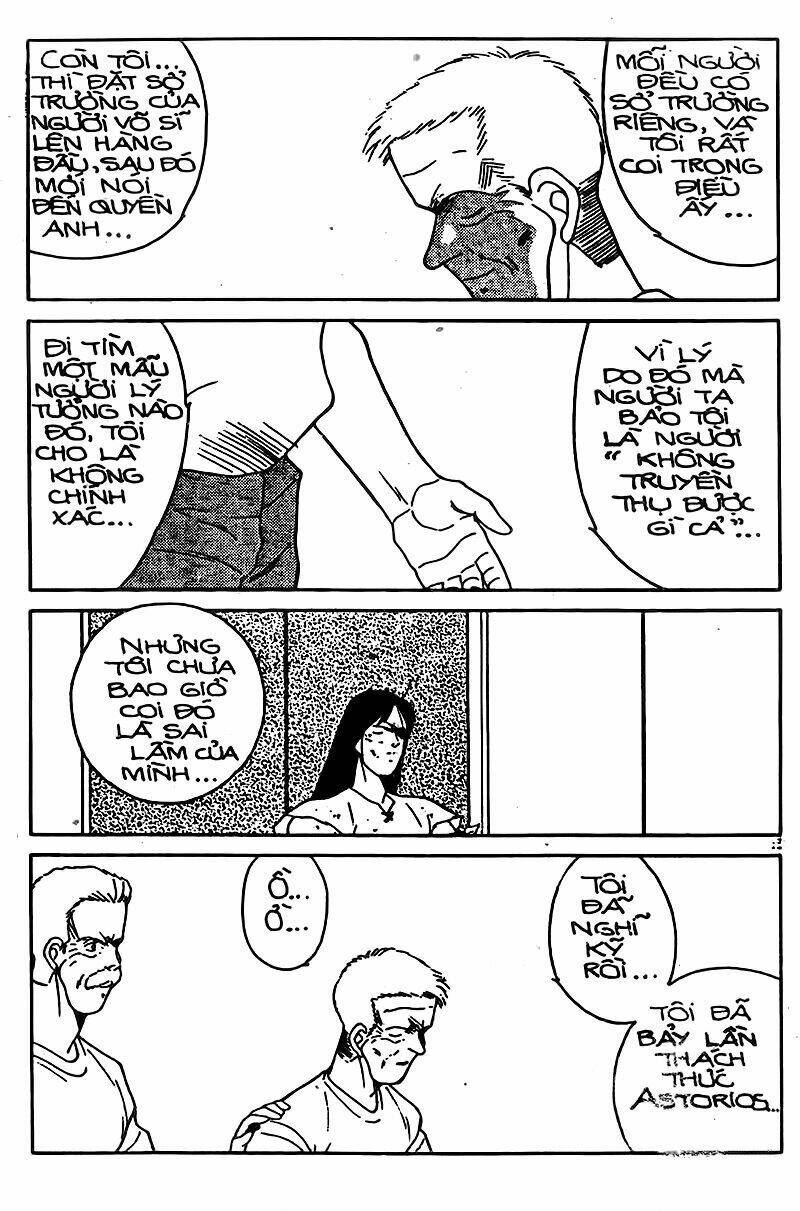 MỖI NGƯỜI
ĐỀU CÓ
SỞ TRƯỜNG
RIÊNG, VÀ
TÔI RẤT
COI TRỌNG
ĐIỀU
ẤY...
CÒN TÔI...
THÌ ĐẶT SỞ
TRƯỜNG CỦA
NGƯỜI VÕ SĨ
LÊN HÀNG
ĐẦU, SAU ĐÓ
MỚI NÓI
ĐẾN QUYỀN
ANH...
VÌ LÝ
DO ĐÓ MÀ
NGƯỜI TA
BẢO TÔI
LÀ NGƯỜI
"KHÔNG
TRUYỀN
THỤ ĐƯỢC
GÌ CẢ"...
ĐI TÌM
MỘT MẪU
NGƯỜI LÝ
TƯỞNG NÀO
ĐÓ, TÔI
CHO LÀ
KHÔNG
CHÍNH
XÁC...
NHƯNG
TÔI CHƯA
BAO GIỜ
COI ĐÓ
LÀ SAI
LẦM CỦA
MÌNH...
TÔI
ĐÃ
NGHĨ
KỸ
RỒI...
TÔI ĐÃ
BẢY LẦN
THÁCH
THỨC
ASTORIOS...
Ồ...
Ờ...